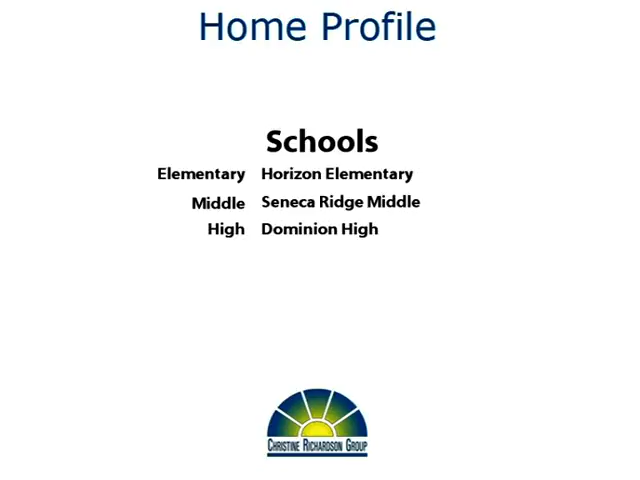 Home Profile
Schools
Elementary Horizon Elementary
Middle Seneca Ridge Middle
High Dominion High
CHRISTINE RICHARDSON GROUP